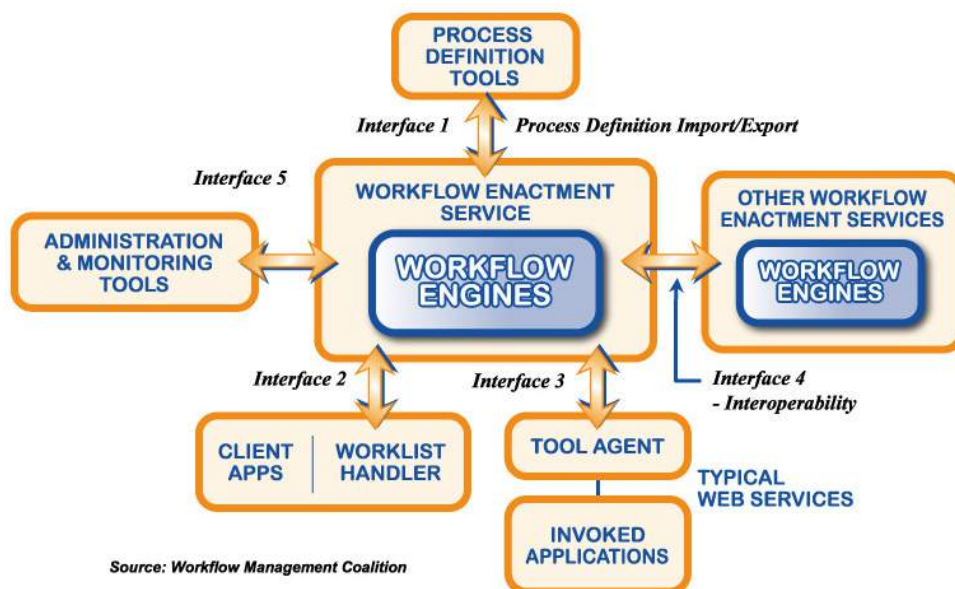 PROCESS
DEFINITION
TOOLS
Interface 1
Process Definition Import/Export
Interface 5
WORKFLOW ENACTMENT
SERVICE
OTHER WORKFLOW
ENACTMENT SERVICES
ADMINISTRATION
& MONITORING
TOOLS
WORKFLOW
ENGINES
WORKFLOW
ENGINES
Interface 2
Interface 3
Interface 4
- Interoperability
CLIENT
APPS
WORKLIST
HANDLER
TOOL AGENT
TYPICAL
WEB SERVICES
INVOKED
APPLICATIONS
Source: Workflow Management Coalition